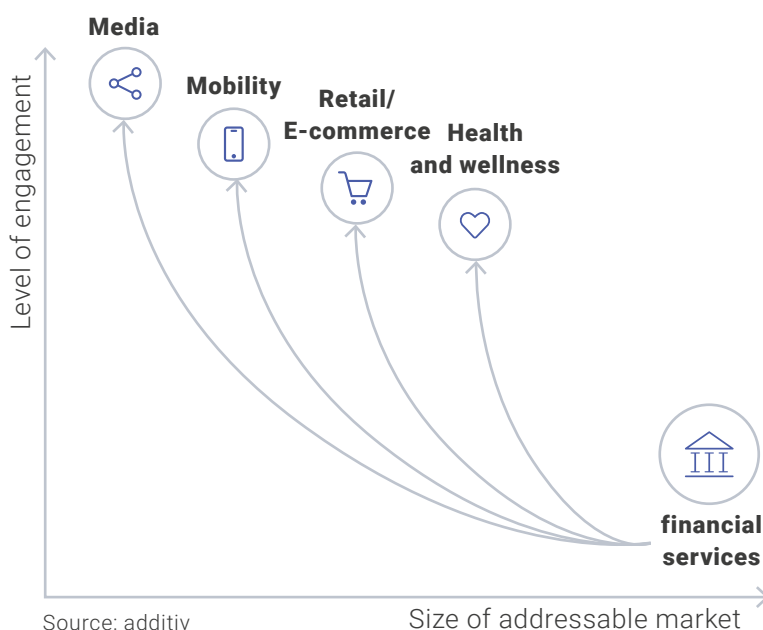 Media
Mobility
Retail/
E-commerce
Health
and wellness
Level of engagement
financial
services
Source: additiv
Size of addressable market